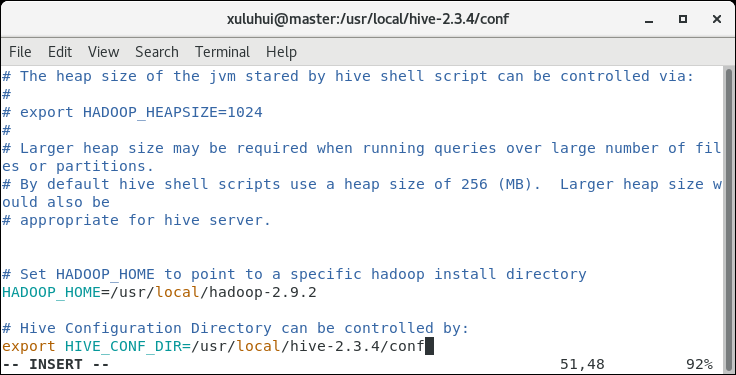 xuluhui@master:/usr/local/hive-2.3.4/conf
File Edit View Search Terminal Help
# The heap size of the jvm stared by hive shell script can be controlled via:
#
# export HADOOP_HEAPSIZE=1024
#
# Larger heap size may be required when running queries over large number of fil
es or partitions.
# By default hive shell scripts use a heap size of 256 (MB).  Larger heap size w
ould also be
# appropriate for hive server.
# Set HADOOP_HOME to point to a specific hadoop install directory
HADOOP_HOME=/usr/local/hadoop-2.9.2
# Hive Configuration Directory can be controlled by:
export HIVE_CONF_DIR=/usr/local/hive-2.3.4/conf
-- INSERT -- 51,48 92%